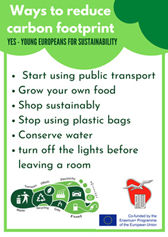 Ways to reduce
carbon footprint
YES - YOUNG EUROPEANS FOR SUSTAINABILITY
Start using public transport
Grow your own food
Shop sustainably
Stop using plastic bags
Conserve water
turn off the lights before
leaving a room
Co-funded by the
Erasmus+ Programme
of the European Union